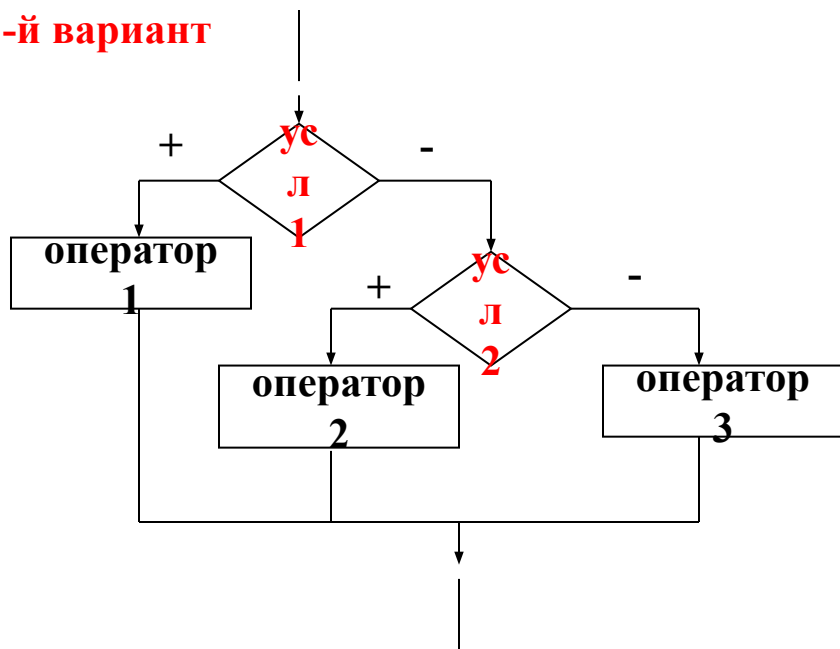 -й вариант
+
ус
л
1
-
оператор
1
+
ус
л
2
-
оператор
2
оператор
3